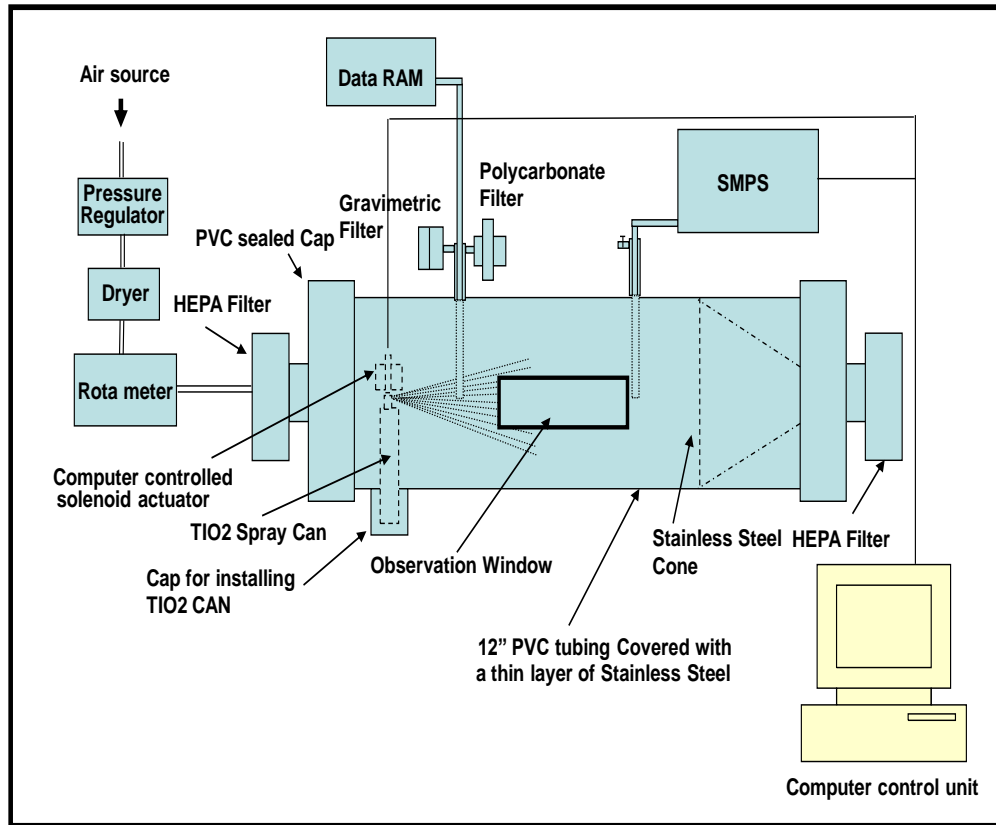 Air source
Data RAM
Pressure
Regulator
Polycarbonate
Filter
SMPS
Gravimetric
Filter
PVC sealed Cap
Dryer
HEPA Filter
Rota meter
Computer controlled
solenoid actuator
TIO2 Spray Can
Cap for installing
TIO2 CAN
Observation Window
Stainless Steel
Cone
HEPA Filter
12” PVC tubing Covered with
a thin layer of Stainless Steel
Computer control unit